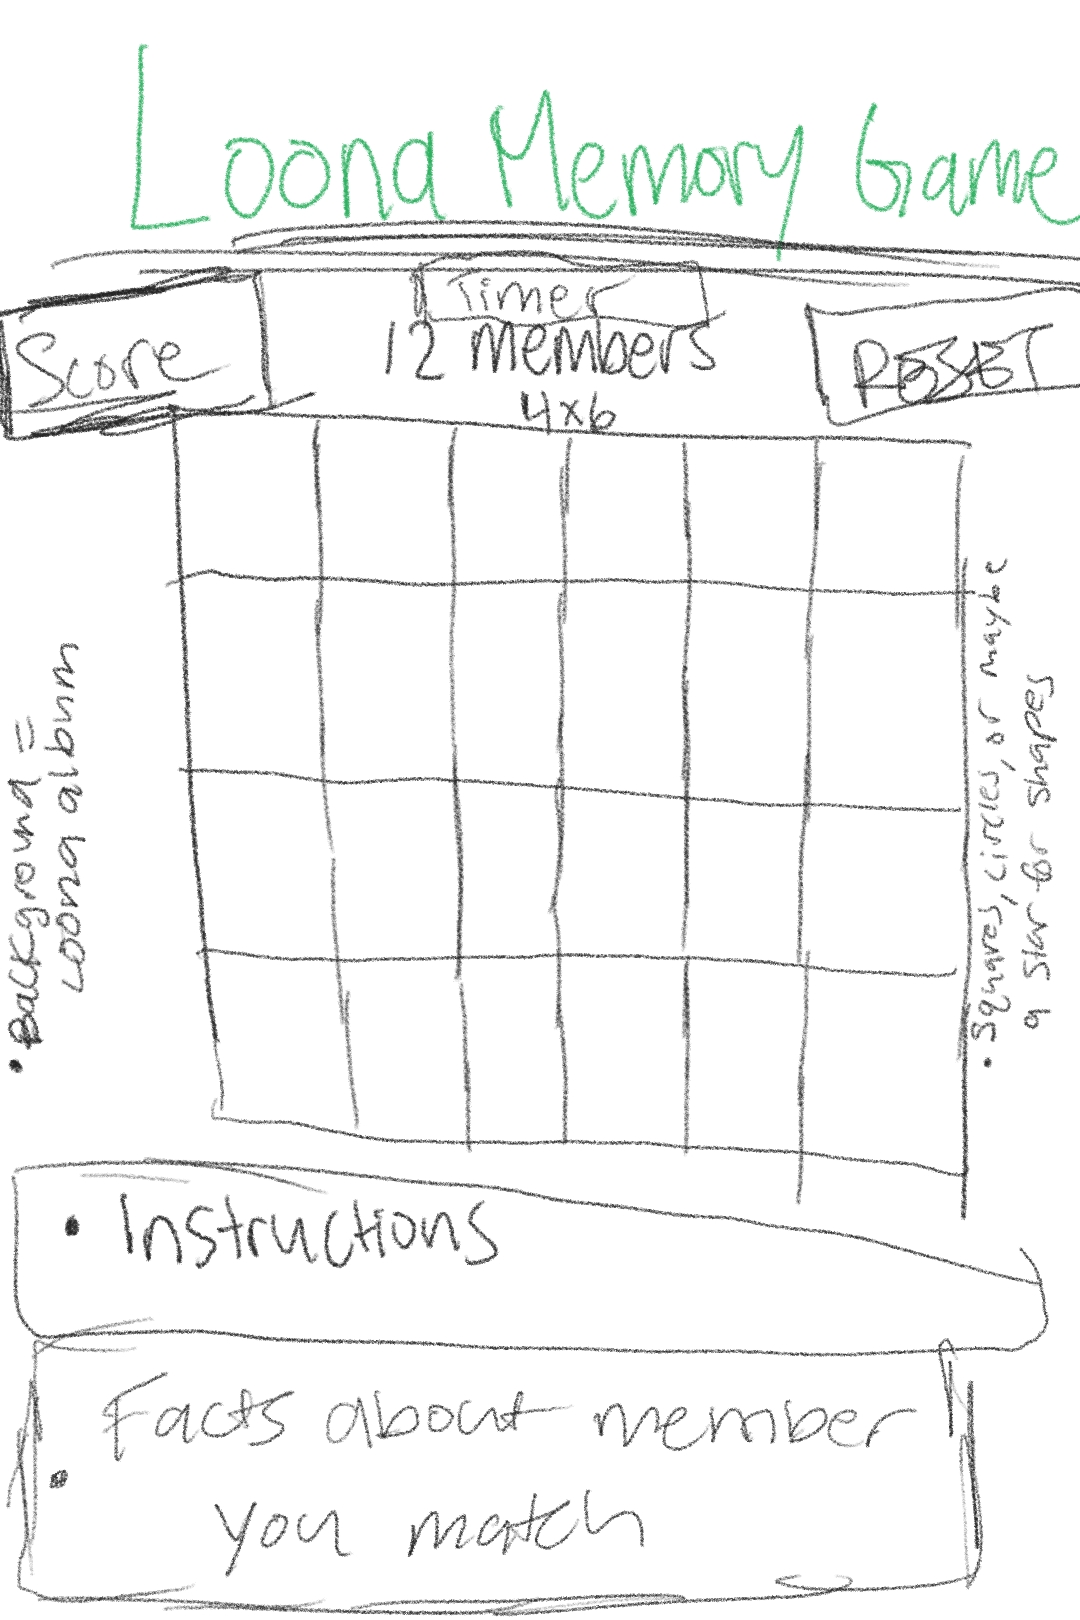 Loona Memory Game
Timer
Score
12 members
RESET
4x6
• Background =
Loona album
• Squares, circles, or maybe
a star for shapes
• Instructions
• Facts about member
you match